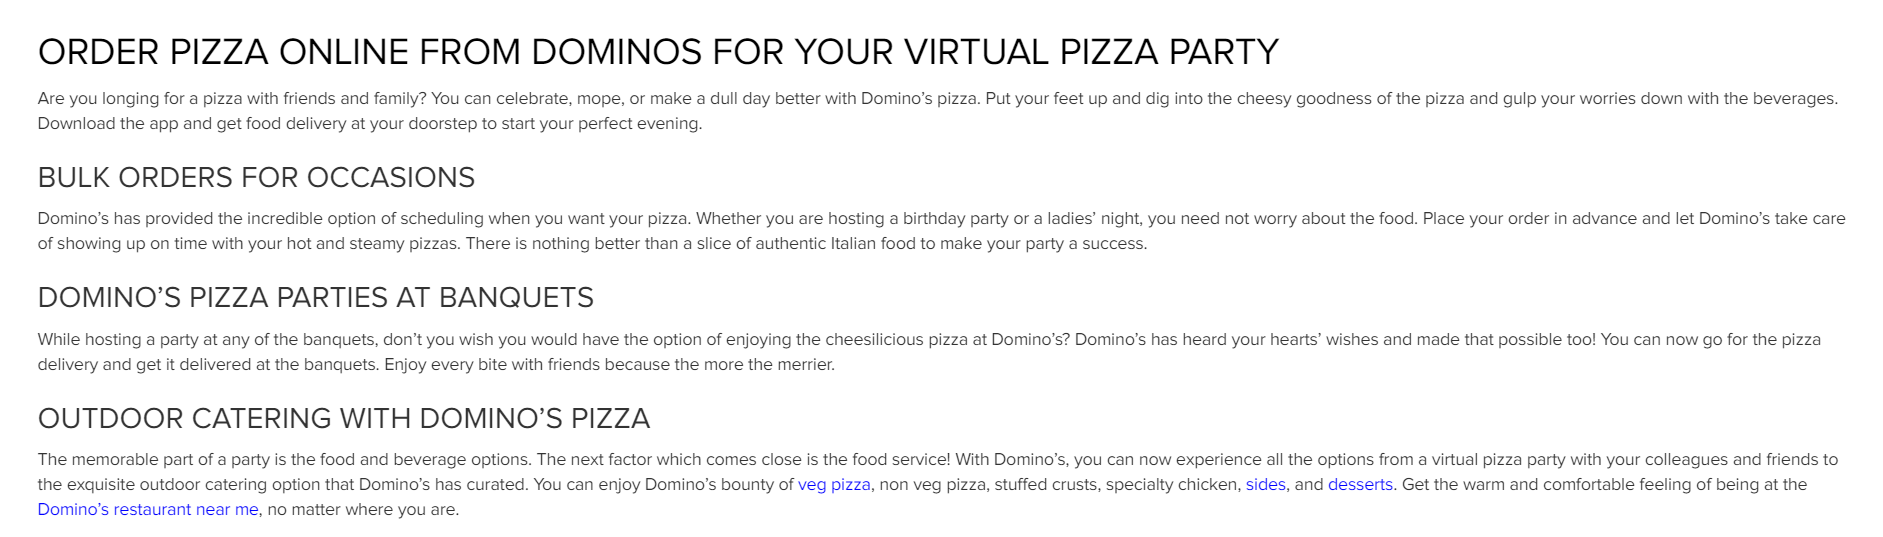 ORDER PIZZA ONLINE FROM DOMINOS FOR YOUR VIRTUAL PIZZA PARTY
Are you longing for a pizza with friends and family? You can celebrate, mope, or make a dull day better with Domino’s pizza. Put your feet up and dig into the cheesy goodness of the pizza and gulp your worries down with the beverages.
Download the app and get food delivery at your doorstep to start your perfect evening.
BULK ORDERS FOR OCCASIONS
Domino’s has provided the incredible option of scheduling when you want your pizza. Whether you are hosting a birthday party or a ladies’ night, you need not worry about the food. Place your order in advance and let Domino’s take care
of showing up on time with your hot and steamy pizzas. There is nothing better than a slice of authentic Italian food to make your party a success.
DOMINO’S PIZZA PARTIES AT BANQUETS
While hosting a party at any of the banquets, don’t you wish you would have the option of enjoying the cheesilicious pizza at Domino’s? Domino’s has heard your hearts’ wishes and made that possible too! You can now go for the pizza
delivery and get it delivered at the banquets. Enjoy every bite with friends because the more the merrier.
OUTDOOR CATERING WITH DOMINO’S PIZZA
The memorable part of a party is the food and beverage options. The next factor which comes close is the food service! With Domino’s, you can now experience all the options from a virtual pizza party with your colleagues and friends to
the exquisite outdoor catering option that Domino’s has curated. You can enjoy Domino’s bounty of veg pizza, non veg pizza, stuffed crusts, specialty chicken, sides, and desserts. Get the warm and comfortable feeling of being at the
Domino’s restaurant near me, no matter where you are.